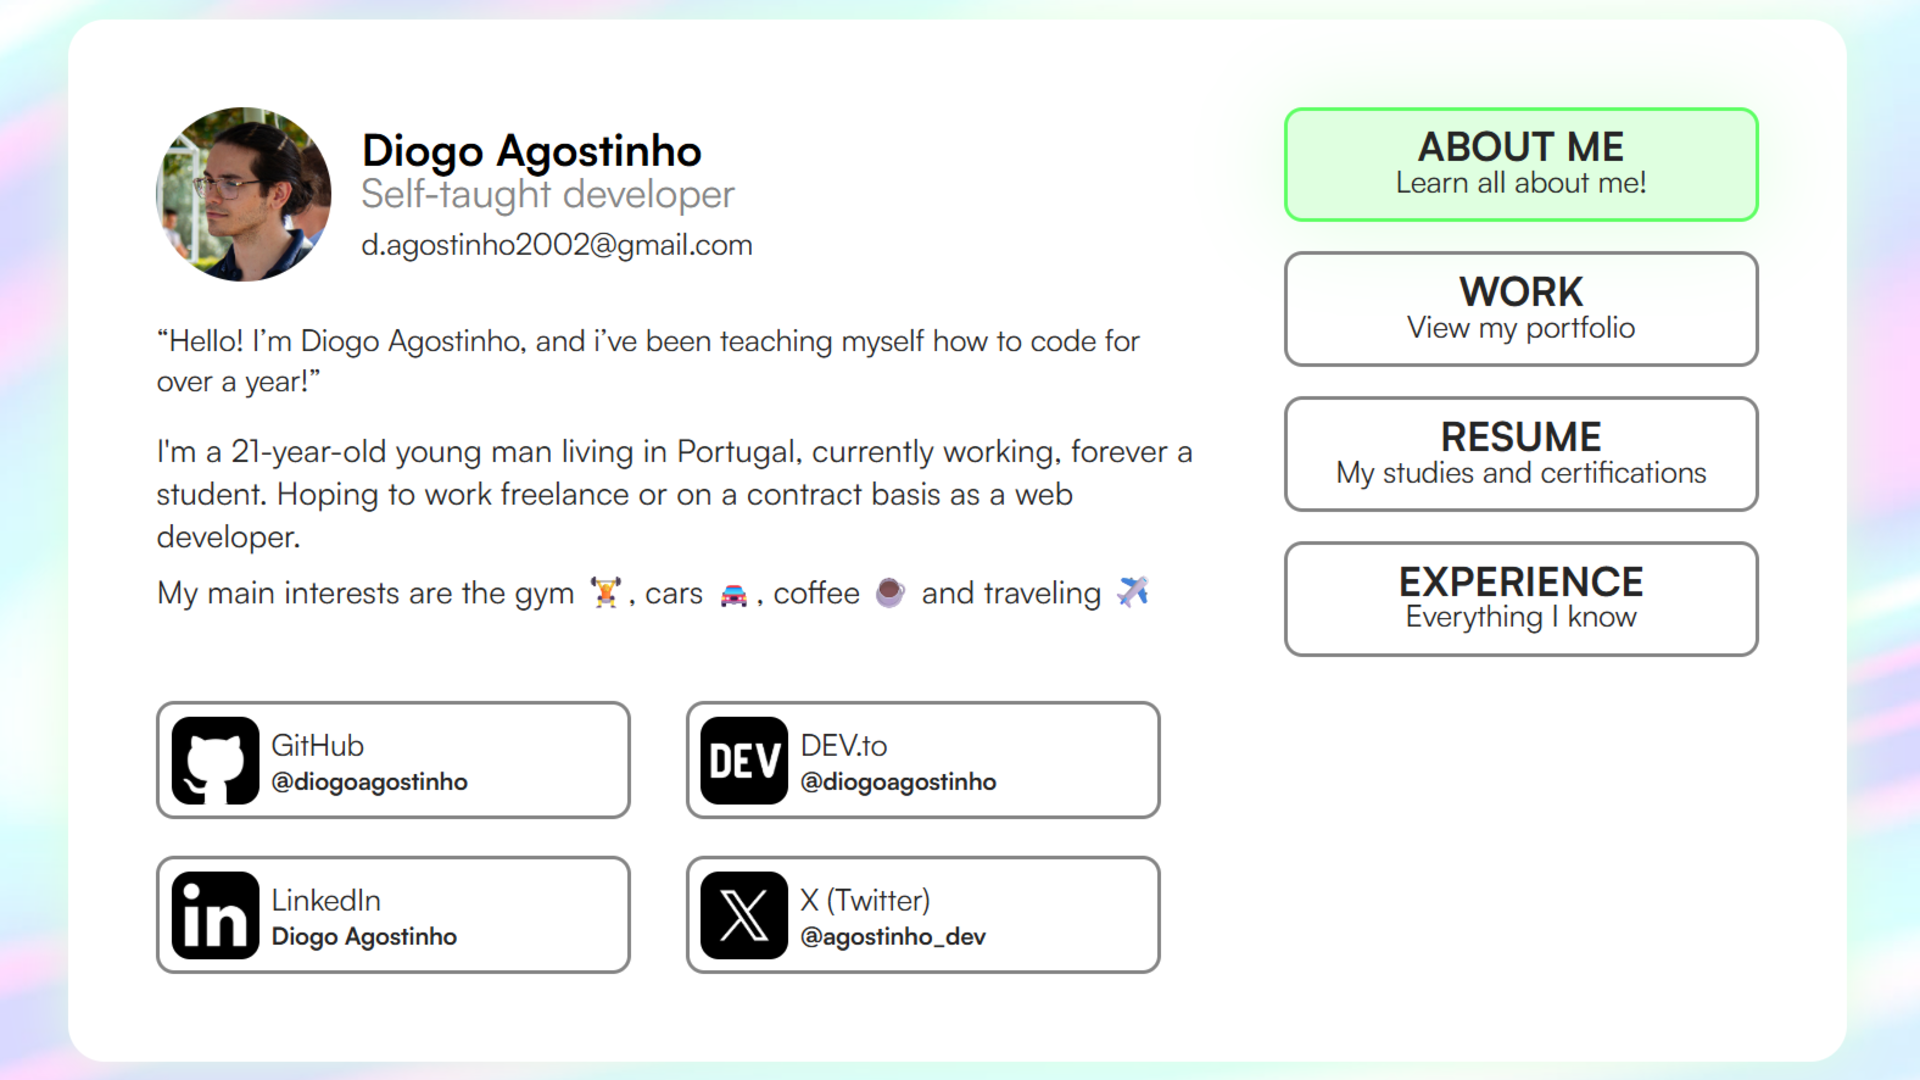 Diogo Agostinho
Self-taught developer
d.agostinho2002@gmail.com
“Hello! I’m Diogo Agostinho, and i’ve been teaching myself how to code for
over a year!”
I'm a 21-year-old young man living in Portugal, currently working, forever a
student. Hoping to work freelance or on a contract basis as a web
developer.
My main interests are the gym 🏋️, cars 🚘, coffee ☕ and traveling ✈️
GitHub
@diogoagostinho
DEV
DEV.to
@diogoagostinho
in
LinkedIn
Diogo Agostinho
X
X (Twitter)
@agostinho_dev
ABOUT ME
Learn all about me!
WORK
View my portfolio
RESUME
My studies and certifications
EXPERIENCE
Everything I know